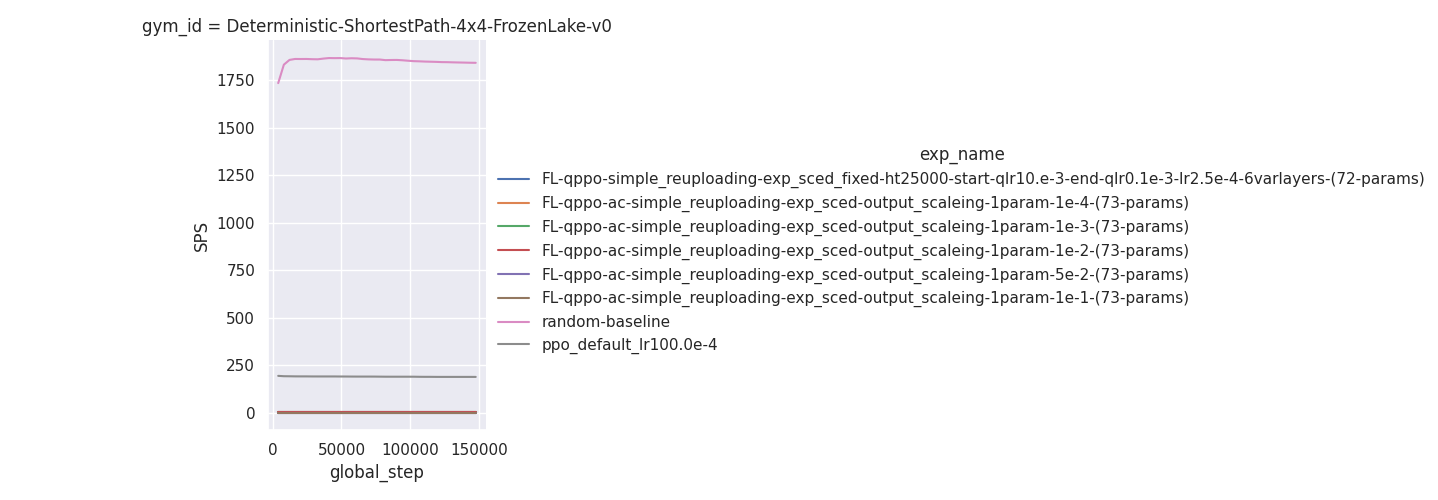 gym_id = Deterministic-ShortestPath-4x4-FrozenLake-v0
SPS
1750
1500
1250
1000
750
500
250
0
0 50000 100000 150000
global_step
exp_name
FL-qppo-simple_reuploading-exp_sced_fixed-ht25000-start-qlr10.e-3-end-qlr0.1e-3-lr2.5e-4-6varlayers-(72-params)
FL-qppo-ac-simple_reuploading-exp_sced-output_scaleing-1param-1e-4-(73-params)
FL-qppo-ac-simple_reuploading-exp_sced-output_scaleing-1param-1e-3-(73-params)
FL-qppo-ac-simple_reuploading-exp_sced-output_scaleing-1param-1e-2-(73-params)
FL-qppo-ac-simple_reuploading-exp_sced-output_scaleing-1param-5e-2-(73-params)
FL-qppo-ac-simple_reuploading-exp_sced-output_scaleing-1param-1e-1-(73-params)
random-baseline
ppo_default_lr100.0e-4